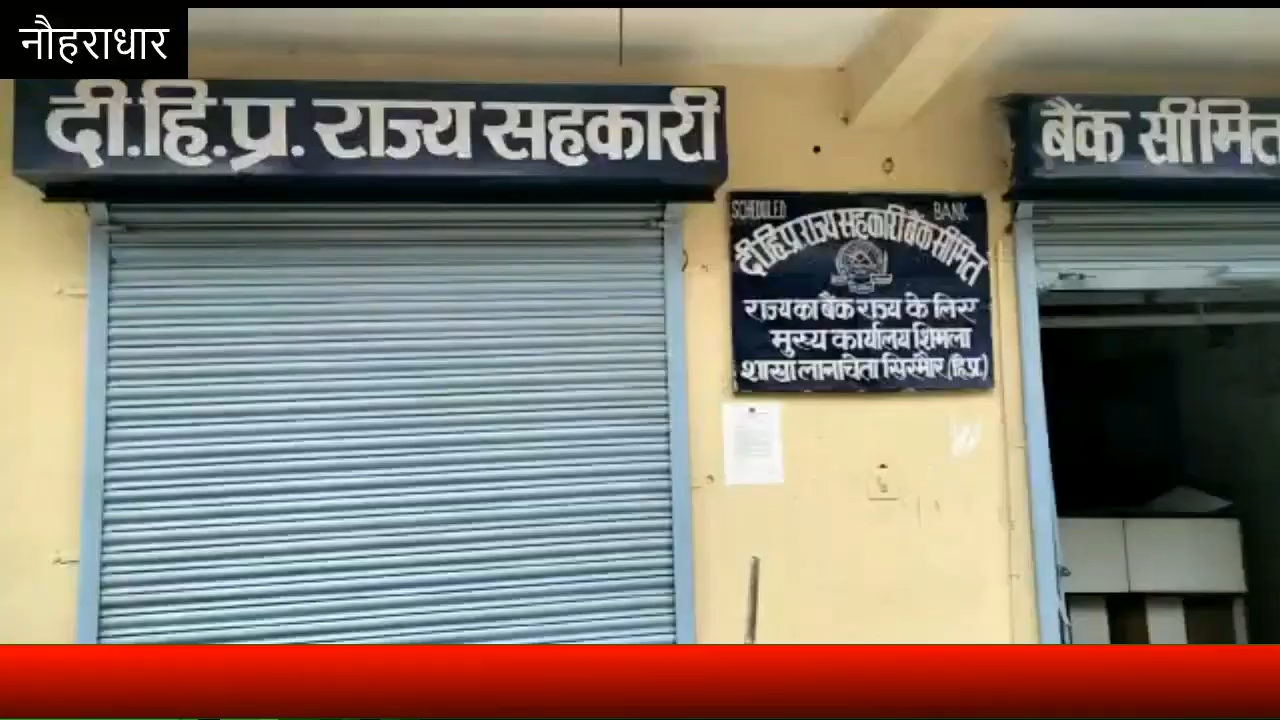 नौहराधार
दी.हि.प्र. राज्य सहकारी
बैंक सीमित
SCHEDULED BANK
दी हि.प्र. राज्य सहकारी बैंक सीमित
राज्य का बैंक राज्य के लिए
मुख्य कार्यालय शिमला
शाखा लानाचेता सिरमौर (हि.प्र.)